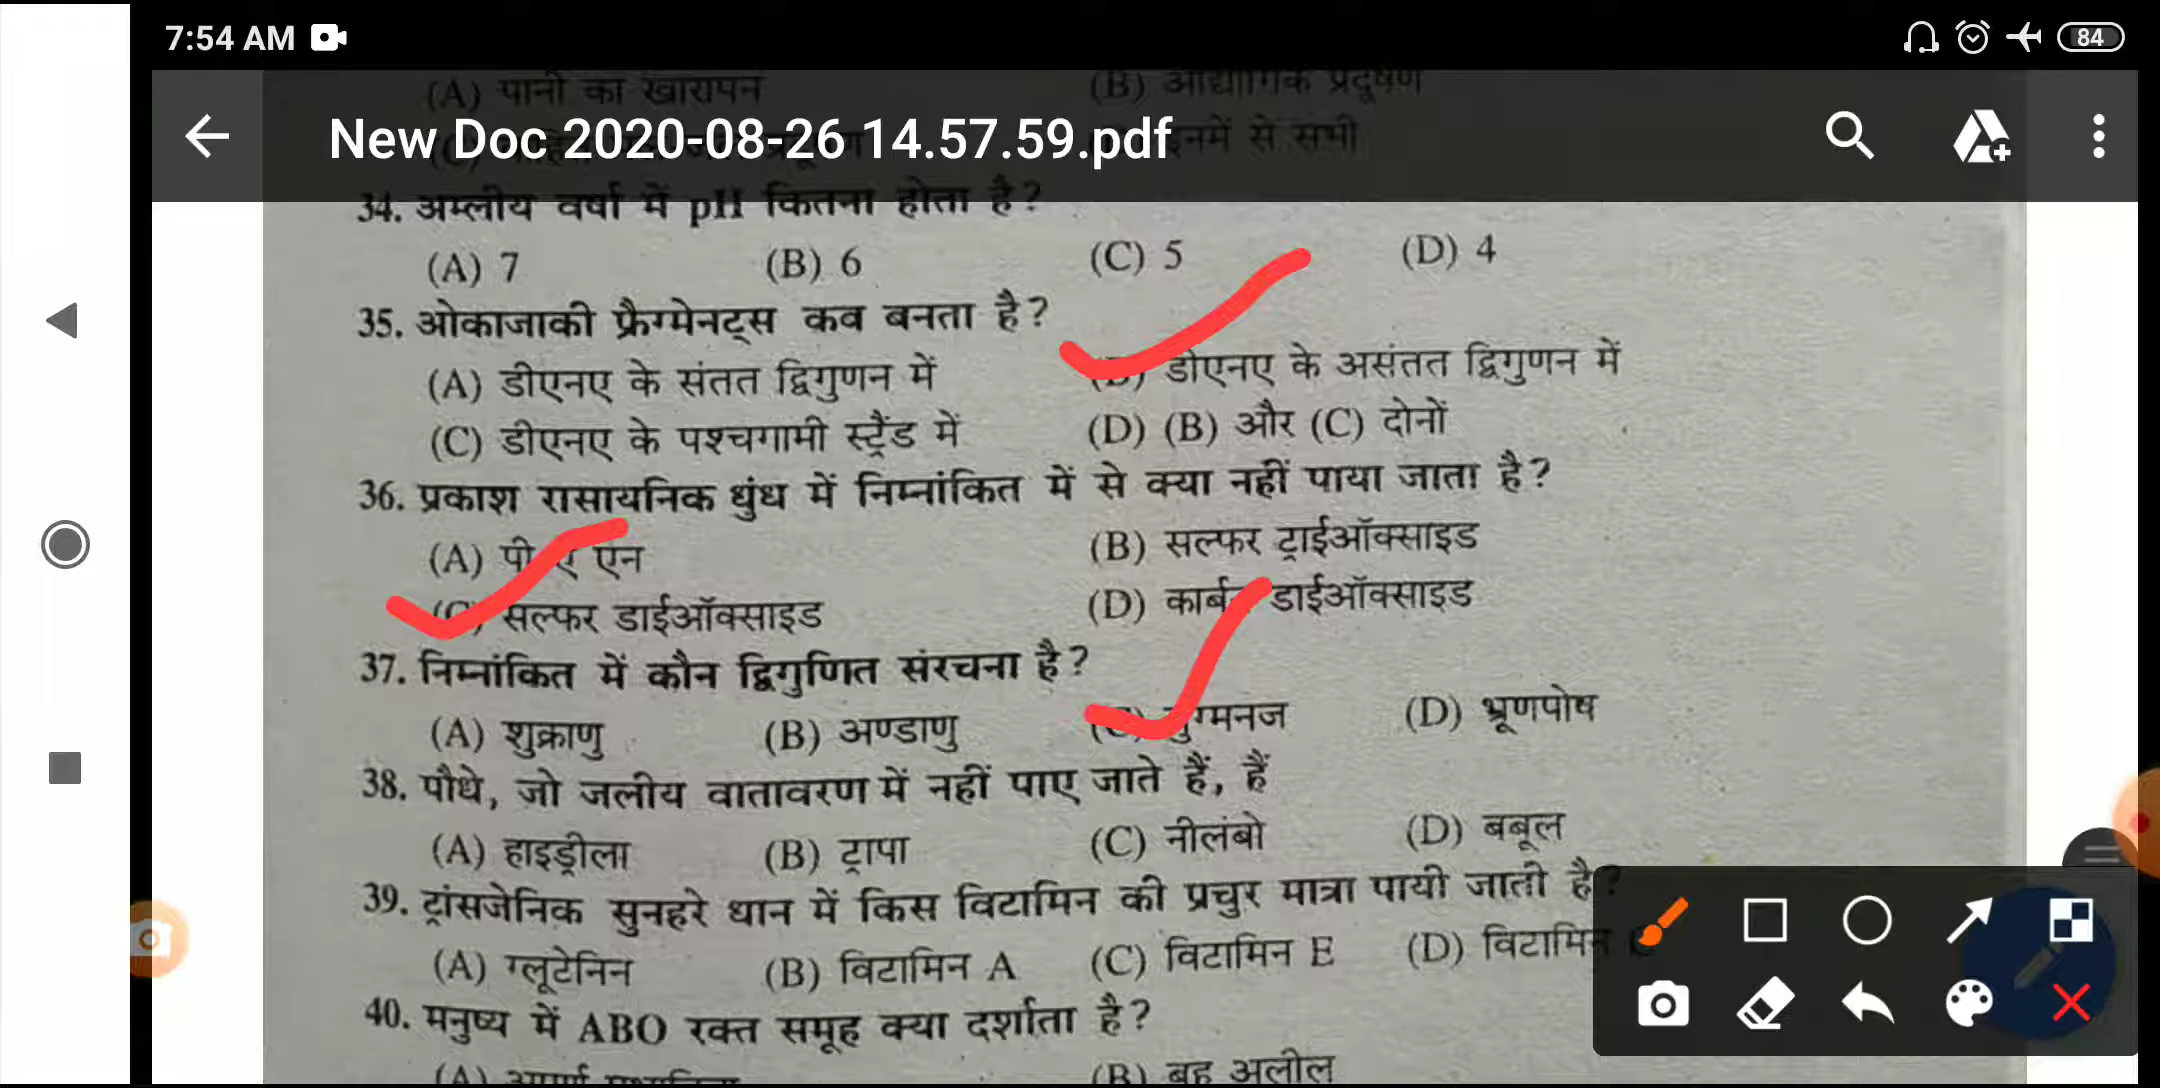 7:54 AM
84
(A) पानी का खारापन (B) औद्योगिक प्रदूषण
New Doc 2020-08-26 14.57.59.pdf
इनमें से सभी
34. अम्लीय वर्षा में pH कितना होता है?
(A) 7 (B) 6 (C) 5 (D) 4
35. ओकाजाकी फ्रैग्मेनट्स कब बनता है?
(A) डीएनए के संतत द्विगुणन में (B) डीएनए के असंतत द्विगुणन में
(C) डीएनए के पश्चगामी स्ट्रैंड में (D) (B) और (C) दोनों
36. प्रकाश रासायनिक धुंध में निम्नांकित में से क्या नहीं पाया जाता है?
(A) पी ए एन (B) सल्फर ट्राईऑक्साइड
(C) सल्फर डाईऑक्साइड (D) कार्बन डाईऑक्साइड
37. निम्नांकित में कौन द्विगुणित संरचना है?
(A) शुक्राणु (B) अण्डाणु (C) युग्मनज (D) भ्रूणपोष
38. पौधे, जो जलीय वातावरण में नहीं पाए जाते हैं, हैं
(A) हाइड्रीला (B) ट्रापा (C) नीलंबो (D) बबूल
39. ट्रांसजेनिक सुनहरे धान में किस विटामिन की प्रचुर मात्रा पायी जाती है?
(A) ग्लूटेनिन (B) विटामिन A (C) विटामिन E (D) विटामिन
40. मनुष्य में ABO रक्त समूह क्या दर्शाता है?
(A) (B) बहु अलील